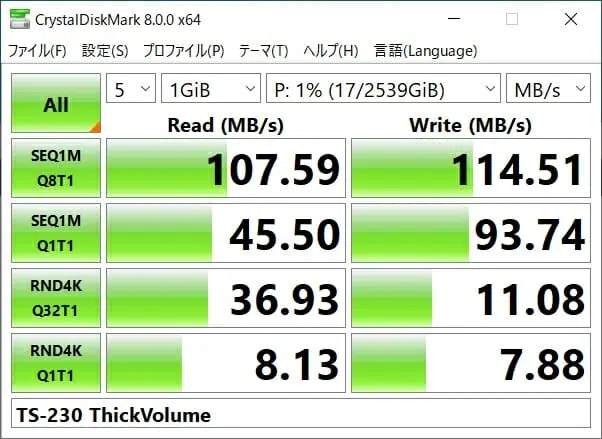 CrystalDiskMark 8.0.0 x64
ファイル(F) 設定(S) プロファイル(P) テーマ(T) ヘルプ(H) 言語(Language)
All 5 1GiB P: 1% (17/2539GiB) MB/s
Read (MB/s) Write (MB/s)
SEQ1M
Q8T1 107.59 114.51
SEQ1M
Q1T1 45.50 93.74
RND4K
Q32T1 36.93 11.08
RND4K
Q1T1 8.13 7.88
TS-230 ThickVolume